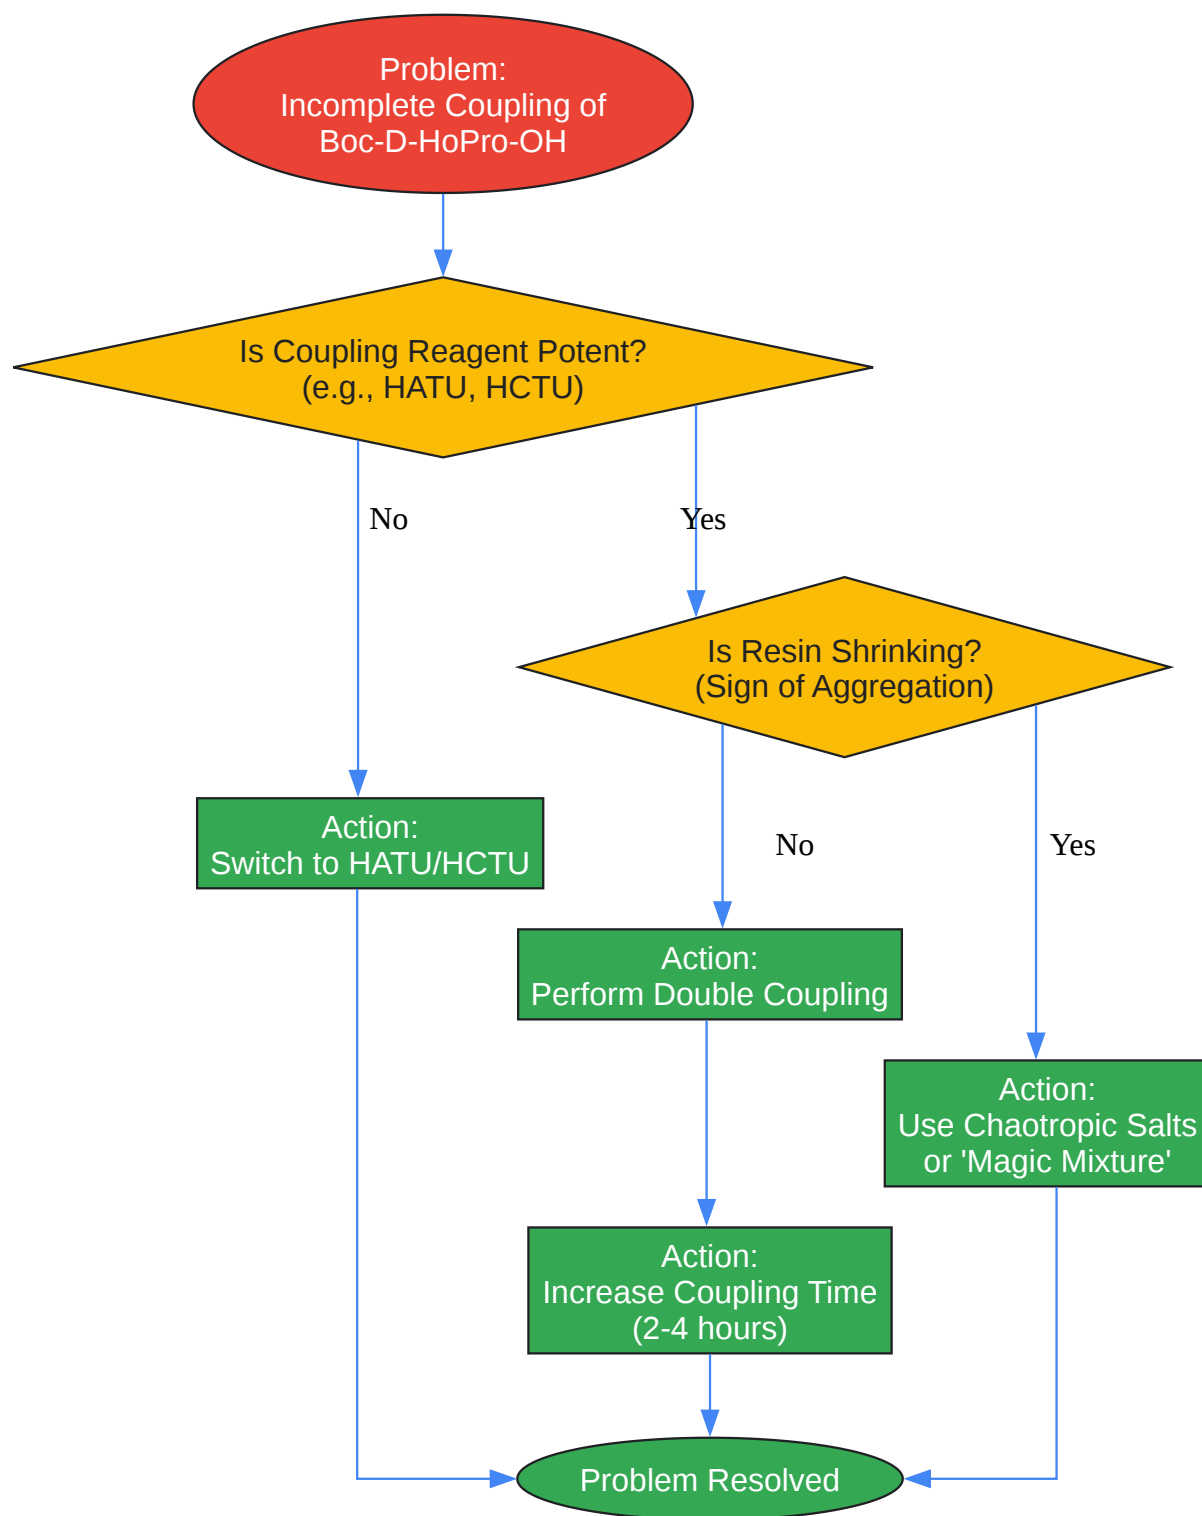 Problem:
Incomplete Coupling of
Boc-D-HoPro-OH
Is Coupling Reagent Potent?
(e.g., HATU, HCTU)
No
Yes
Is Resin Shrinking?
(Sign of Aggregation)
Action:
Switch to HATU/HCTU
No
Yes
Action:
Perform Double Coupling
Action:
Use Chaotropic Salts
or 'Magic Mixture'
Action:
Increase Coupling Time
(2-4 hours)
Problem Resolved